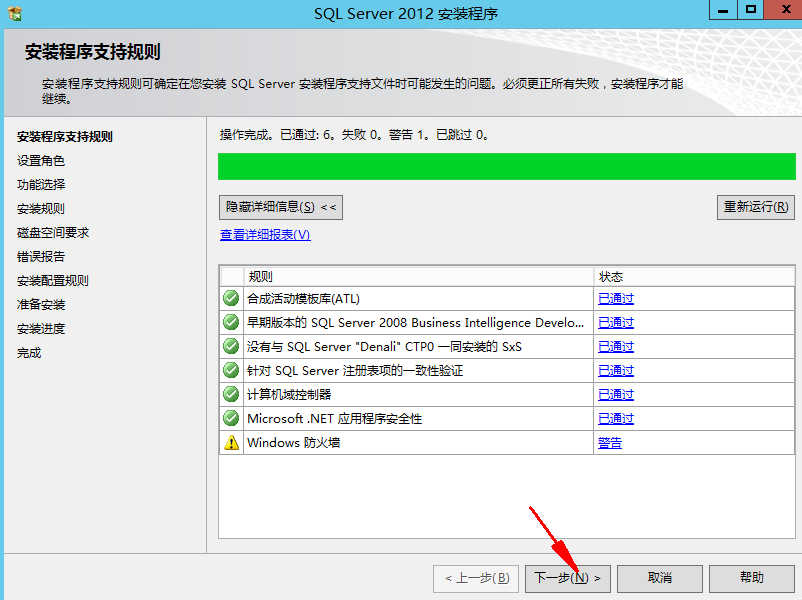 SQL Server 2012 安装程序
安装程序支持规则
安装程序支持规则可确定在您安装 SQL Server 安装程序支持文件时可能发生的问题。必须更正所有失败，安装程序才能
继续。
安装程序支持规则
设置角色
功能选择
安装规则
磁盘空间要求
错误报告
安装配置规则
准备安装
安装进度
完成
操作完成。已通过: 6。失败 0。警告 1。已跳过 0。
隐藏详细信息(S) <<
重新运行(R)
查看详细报表(V)
规则 状态
合成活动模板库(ATL) 已通过
早期版本的 SQL Server 2008 Business Intelligence Develo... 已通过
没有与 SQL Server "Denali" CTP0 一同安装的 SxS 已通过
针对 SQL Server 注册表项的一致性验证 已通过
计算机域控制器 已通过
Microsoft .NET 应用程序安全性 已通过
Windows 防火墙 警告
< 上一步(B) 下一步(N) > 取消 帮助